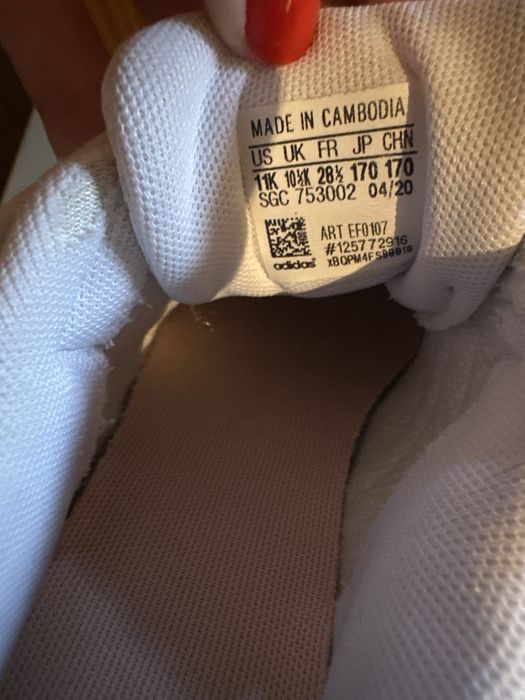 MADE IN CAMBODIA
US UK FR JP CHN
11K 10½K 28½ 170 170
SGC 753002 04/20
ART EF0107
#125772916
adidas